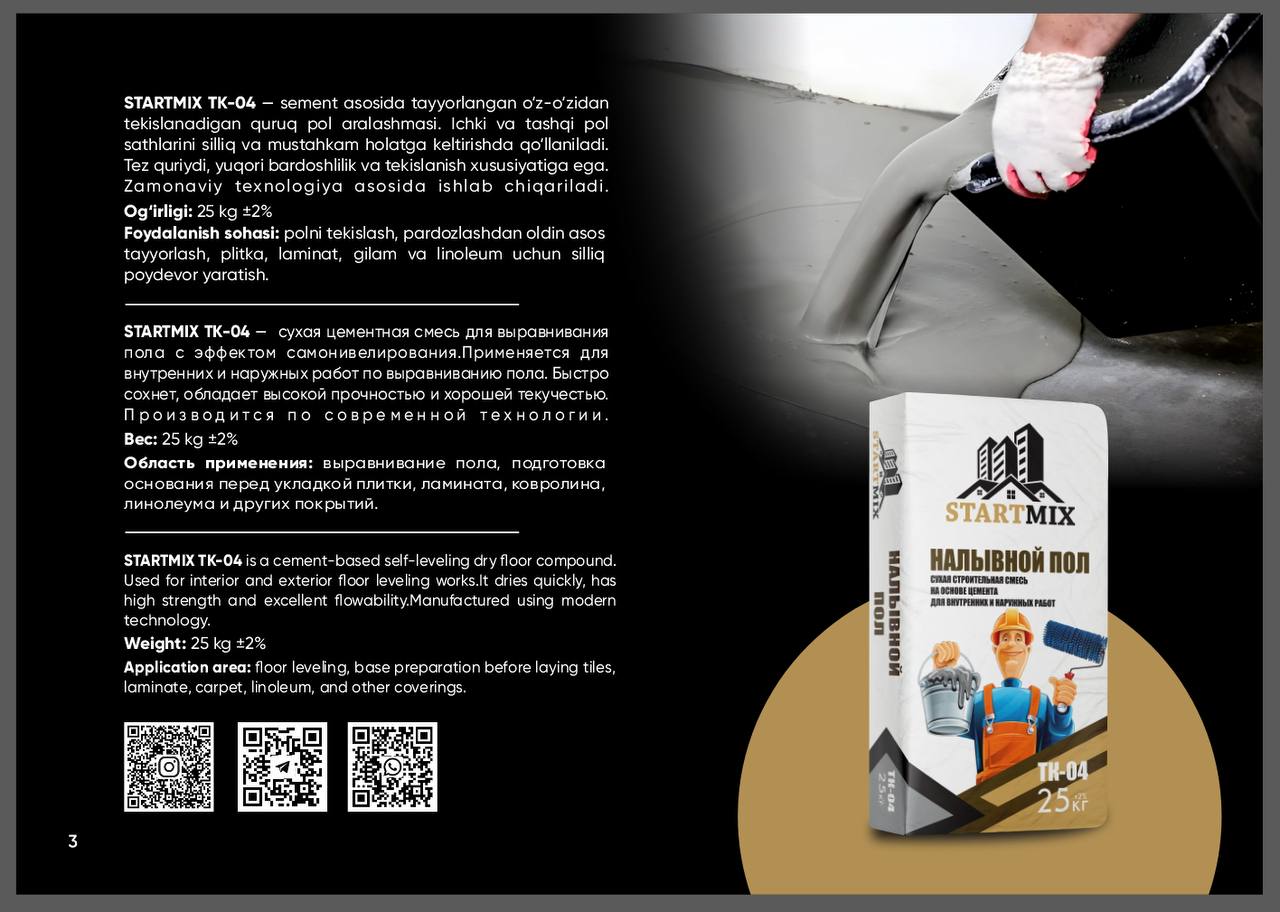 STARTMIX TK-04 — sement asosida tayyorlangan o‘z-o‘zidan
tekislanadigan quruq pol aralashmasi. Ichki va tashqi pol
sathlarini silliq va mustahkam holatga keltirishda qo‘llaniladi.
Tez quriydi, yuqori bardoshlilik va tekislanish xususiyatiga ega.
Zamonaviy texnologiya asosida ishlab chiqariladi.
Og‘irligi: 25 kg ±2%
Foydalanish sohasi: polni tekislash, pardozlashdan oldin asos
tayyorlash, plitka, laminat, gilam va linoleum uchun silliq
poydevor yaratish.
STARTMIX TK-04 — сухая цементная смесь для выравнивания
пола с эффектом самонивелирования.Применяется для
внутренних и наружных работ по выравниванию пола. Быстро
сохнет, обладает высокой прочностью и хорошей текучестью.
Производится по современной технологии.
Вес: 25 kg ±2%
Область применения: выравнивание пола, подготовка
основания перед укладкой плитки, ламината, ковролина,
линолеума и других покрытий.
STARTMIX TK-04 is a cement-based self-leveling dry floor compound.
Used for interior and exterior floor leveling works.It dries quickly, has
high strength and excellent flowability.Manufactured using modern
technology.
Weight: 25 kg ±2%
Application area: floor leveling, base preparation before laying tiles,
laminate, carpet, linoleum, and other coverings.
3
STARTMIX
НАЛЫВНОЙ ПОЛ
СУХАЯ СТРОИТЕЛЬНАЯ СМЕСЬ
НА ОСНОВЕ ЦЕМЕНТА
ДЛЯ ВНУТРЕННИХ И НАРУЖНЫХ РАБОТ
ТК-04
25 ±2%
КГ
STARTMIX
НАЛЫВНОЙ
ПОЛ
ТК-04
25 кг